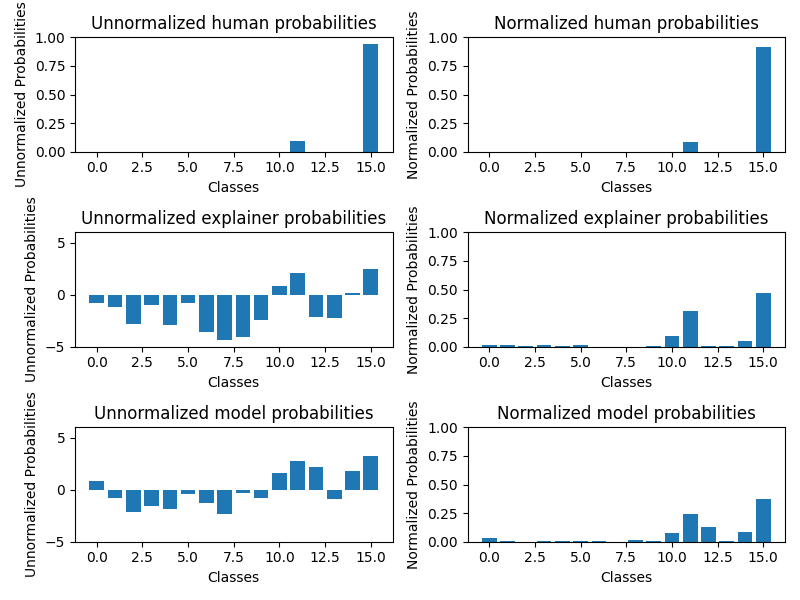 Unnormalized human probabilities
Unnormalized Probabilities
1.00
0.75
0.50
0.25
0.00
0.0 2.5 5.0 7.5 10.0 12.5 15.0
Classes
Normalized human probabilities
Normalized Probabilities
1.00
0.75
0.50
0.25
0.00
0.0 2.5 5.0 7.5 10.0 12.5 15.0
Classes
Unnormalized explainer probabilities
Unnormalized Probabilities
5
0
−5
0.0 2.5 5.0 7.5 10.0 12.5 15.0
Classes
Normalized explainer probabilities
Normalized Probabilities
1.00
0.75
0.50
0.25
0.00
0.0 2.5 5.0 7.5 10.0 12.5 15.0
Classes
Unnormalized model probabilities
Unnormalized Probabilities
5
0
−5
0.0 2.5 5.0 7.5 10.0 12.5 15.0
Classes
Normalized model probabilities
Normalized Probabilities
1.00
0.75
0.50
0.25
0.00
0.0 2.5 5.0 7.5 10.0 12.5 15.0
Classes